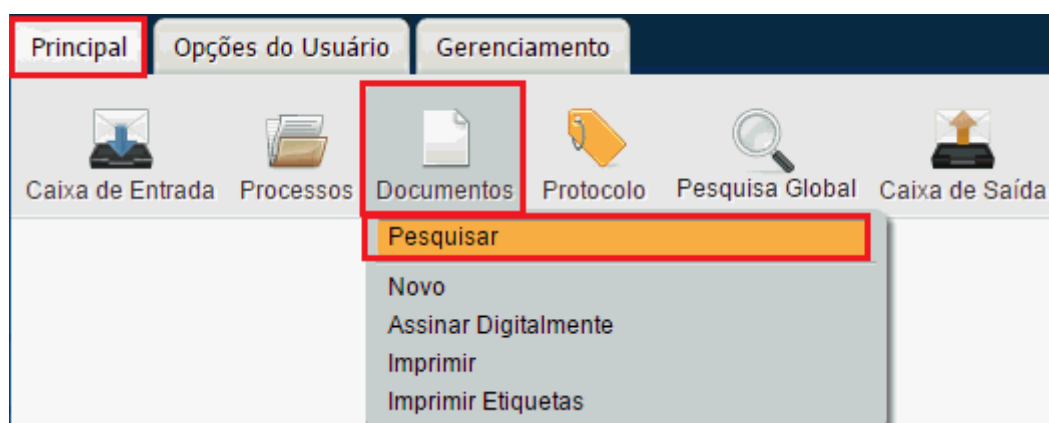 Principal Opções do Usuário Gerenciamento
Caixa de Entrada Processos Documentos Protocolo Pesquisa Global Caixa de Saída
Pesquisar
Novo
Assinar Digitalmente
Imprimir
Imprimir Etiquetas